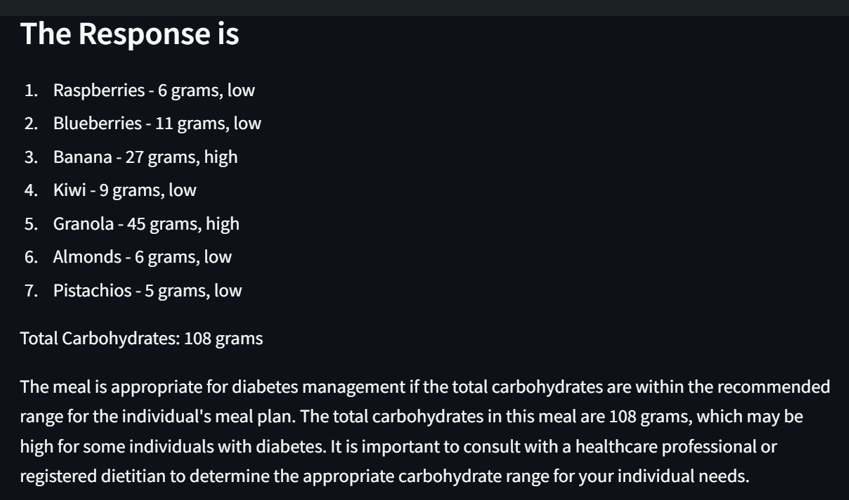 The Response is
1. Raspberries - 6 grams, low
2. Blueberries - 11 grams, low
3. Banana - 27 grams, high
4. Kiwi - 9 grams, low
5. Granola - 45 grams, high
6. Almonds - 6 grams, low
7. Pistachios - 5 grams, low
Total Carbohydrates: 108 grams
The meal is appropriate for diabetes management if the total carbohydrates are within the recommended
range for the individual's meal plan. The total carbohydrates in this meal are 108 grams, which may be
high for some individuals with diabetes. It is important to consult with a healthcare professional or
registered dietitian to determine the appropriate carbohydrate range for your individual needs.